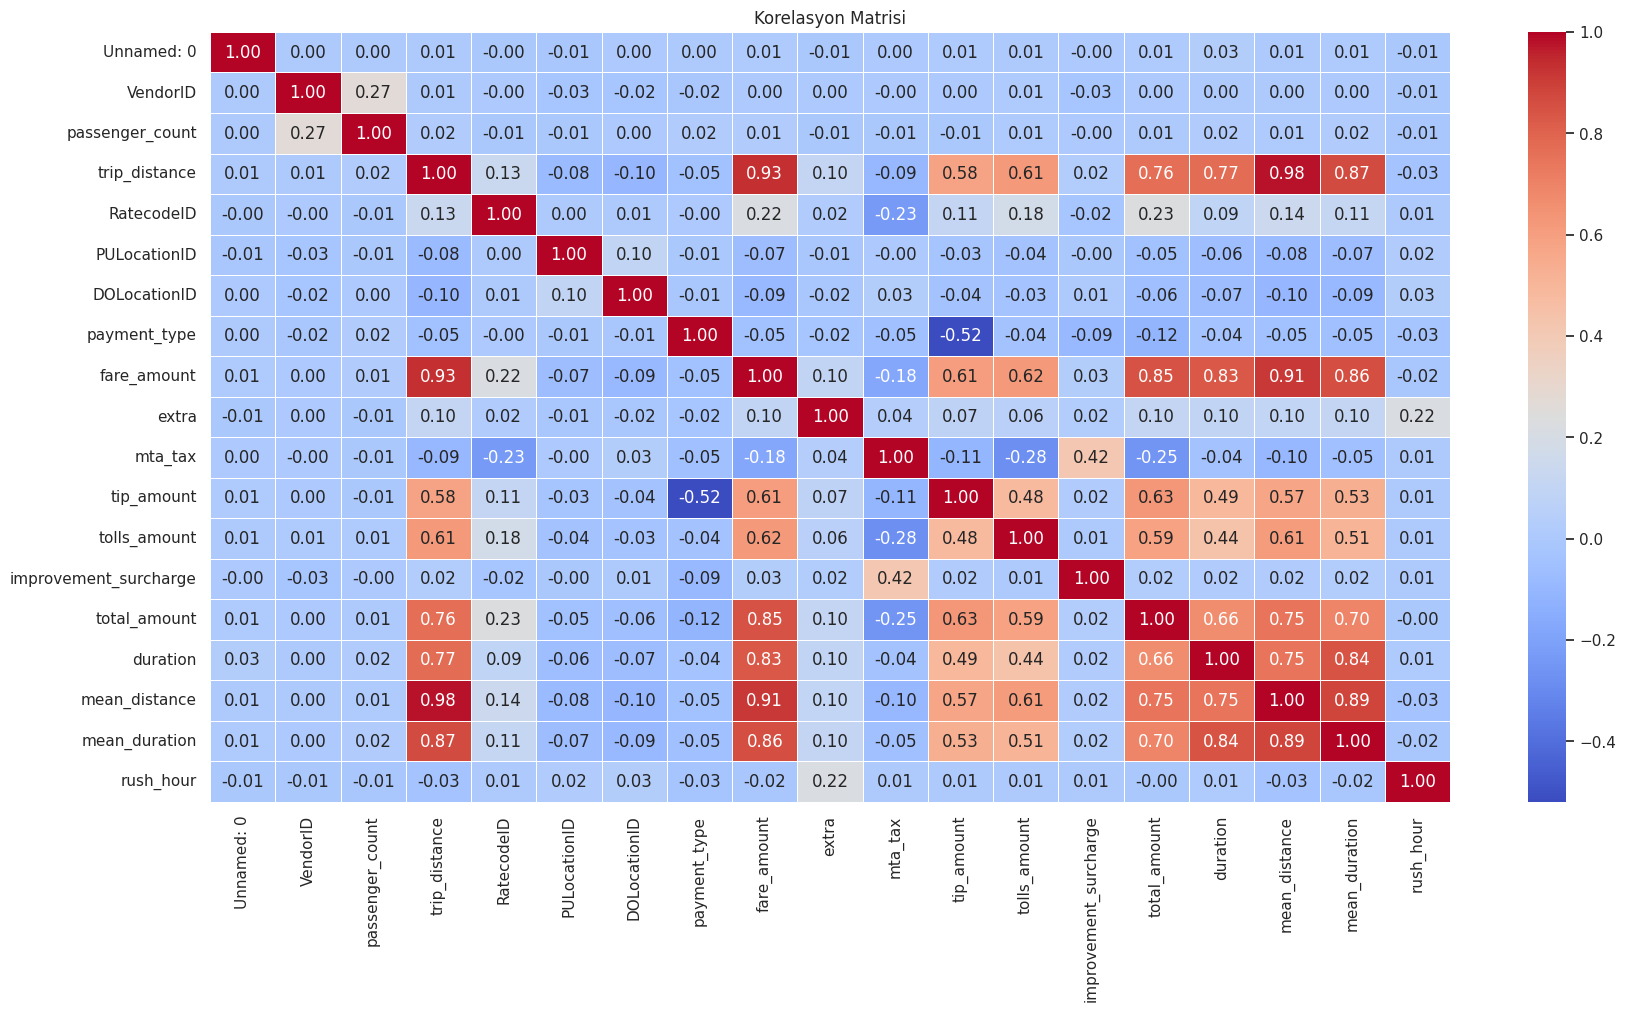 Korelasyon Matrisi
Unnamed: 0 1.00 0.00 0.00 0.01 -0.00 -0.01 0.00 0.00 0.01 -0.01 0.00 0.01 0.01 -0.00 0.01 0.03 0.01 0.01 -0.01
VendorID 0.00 1.00 0.27 0.01 -0.00 -0.03 -0.02 -0.02 0.00 0.00 -0.00 0.00 0.01 -0.03 0.00 0.00 0.00 0.00 -0.01
passenger_count 0.00 0.27 1.00 0.02 -0.01 -0.01 0.00 0.02 0.01 -0.01 -0.01 -0.01 0.01 -0.00 0.01 0.02 0.01 0.02 -0.01
trip_distance 0.01 0.01 0.02 1.00 0.13 -0.08 -0.10 -0.05 0.93 0.10 -0.09 0.58 0.61 0.02 0.76 0.77 0.98 0.87 -0.03
RatecodeID -0.00 -0.00 -0.01 0.13 1.00 0.00 0.01 -0.00 0.22 0.02 -0.23 0.11 0.18 -0.02 0.23 0.09 0.14 0.11 0.01
PULocationID -0.01 -0.03 -0.01 -0.08 0.00 1.00 0.10 -0.01 -0.07 -0.01 -0.00 -0.03 -0.04 -0.00 -0.05 -0.06 -0.08 -0.07 0.02
DOLocationID 0.00 -0.02 0.00 -0.10 0.01 0.10 1.00 -0.01 -0.09 -0.02 0.03 -0.04 -0.03 0.01 -0.06 -0.07 -0.10 -0.09 0.03
payment_type 0.00 -0.02 0.02 -0.05 -0.00 -0.01 -0.01 1.00 -0.05 -0.02 -0.05 -0.52 -0.04 -0.09 -0.12 -0.04 -0.05 -0.05 -0.03
fare_amount 0.01 0.00 0.01 0.93 0.22 -0.07 -0.09 -0.05 1.00 0.10 -0.18 0.61 0.62 0.03 0.85 0.83 0.91 0.86 -0.02
extra -0.01 0.00 -0.01 0.10 0.02 -0.01 -0.02 -0.02 0.10 1.00 0.04 0.07 0.06 0.02 0.10 0.10 0.10 0.10 0.22
mta_tax 0.00 -0.00 -0.01 -0.09 -0.23 -0.00 0.03 -0.05 -0.18 0.04 1.00 -0.11 -0.28 0.42 -0.25 -0.04 -0.10 -0.05 0.01
tip_amount 0.01 0.00 -0.01 0.58 0.11 -0.03 -0.04 -0.52 0.61 0.07 -0.11 1.00 0.48 0.02 0.63 0.49 0.57 0.53 0.01
tolls_amount 0.01 0.01 0.01 0.61 0.18 -0.04 -0.03 -0.04 0.62 0.06 -0.28 0.48 1.00 0.01 0.59 0.44 0.61 0.51 0.01
improvement_surcharge -0.00 -0.03 -0.00 0.02 -0.02 -0.00 0.01 -0.09 0.03 0.02 0.42 0.02 0.01 1.00 0.02 0.02 0.02 0.02 0.01
total_amount 0.01 0.00 0.01 0.76 0.23 -0.05 -0.06 -0.12 0.85 0.10 -0.25 0.63 0.59 0.02 1.00 0.66 0.75 0.70 -0.00
duration 0.03 0.00 0.02 0.77 0.09 -0.06 -0.07 -0.04 0.83 0.10 -0.04 0.49 0.44 0.02 0.66 1.00 0.75 0.84 0.01
mean_distance 0.01 0.00 0.01 0.98 0.14 -0.08 -0.10 -0.05 0.91 0.10 -0.10 0.57 0.61 0.02 0.75 0.75 1.00 0.89 -0.03
mean_duration 0.01 0.00 0.02 0.87 0.11 -0.07 -0.09 -0.05 0.86 0.10 -0.05 0.53 0.51 0.02 0.70 0.84 0.89 1.00 -0.02
rush_hour -0.01 -0.01 -0.01 -0.03 0.01 0.02 0.03 -0.03 -0.02 0.22 0.01 0.01 0.01 0.01 -0.00 0.01 -0.03 -0.02 1.00
Unnamed: 0
VendorID
passenger_count
trip_distance
RatecodeID
PULocationID
DOLocationID
payment_type
fare_amount
extra
mta_tax
tip_amount
tolls_amount
improvement_surcharge
total_amount
duration
mean_distance
mean_duration
rush_hour
1.0
0.8
0.6
0.4
0.2
0.0
−0.2
−0.4